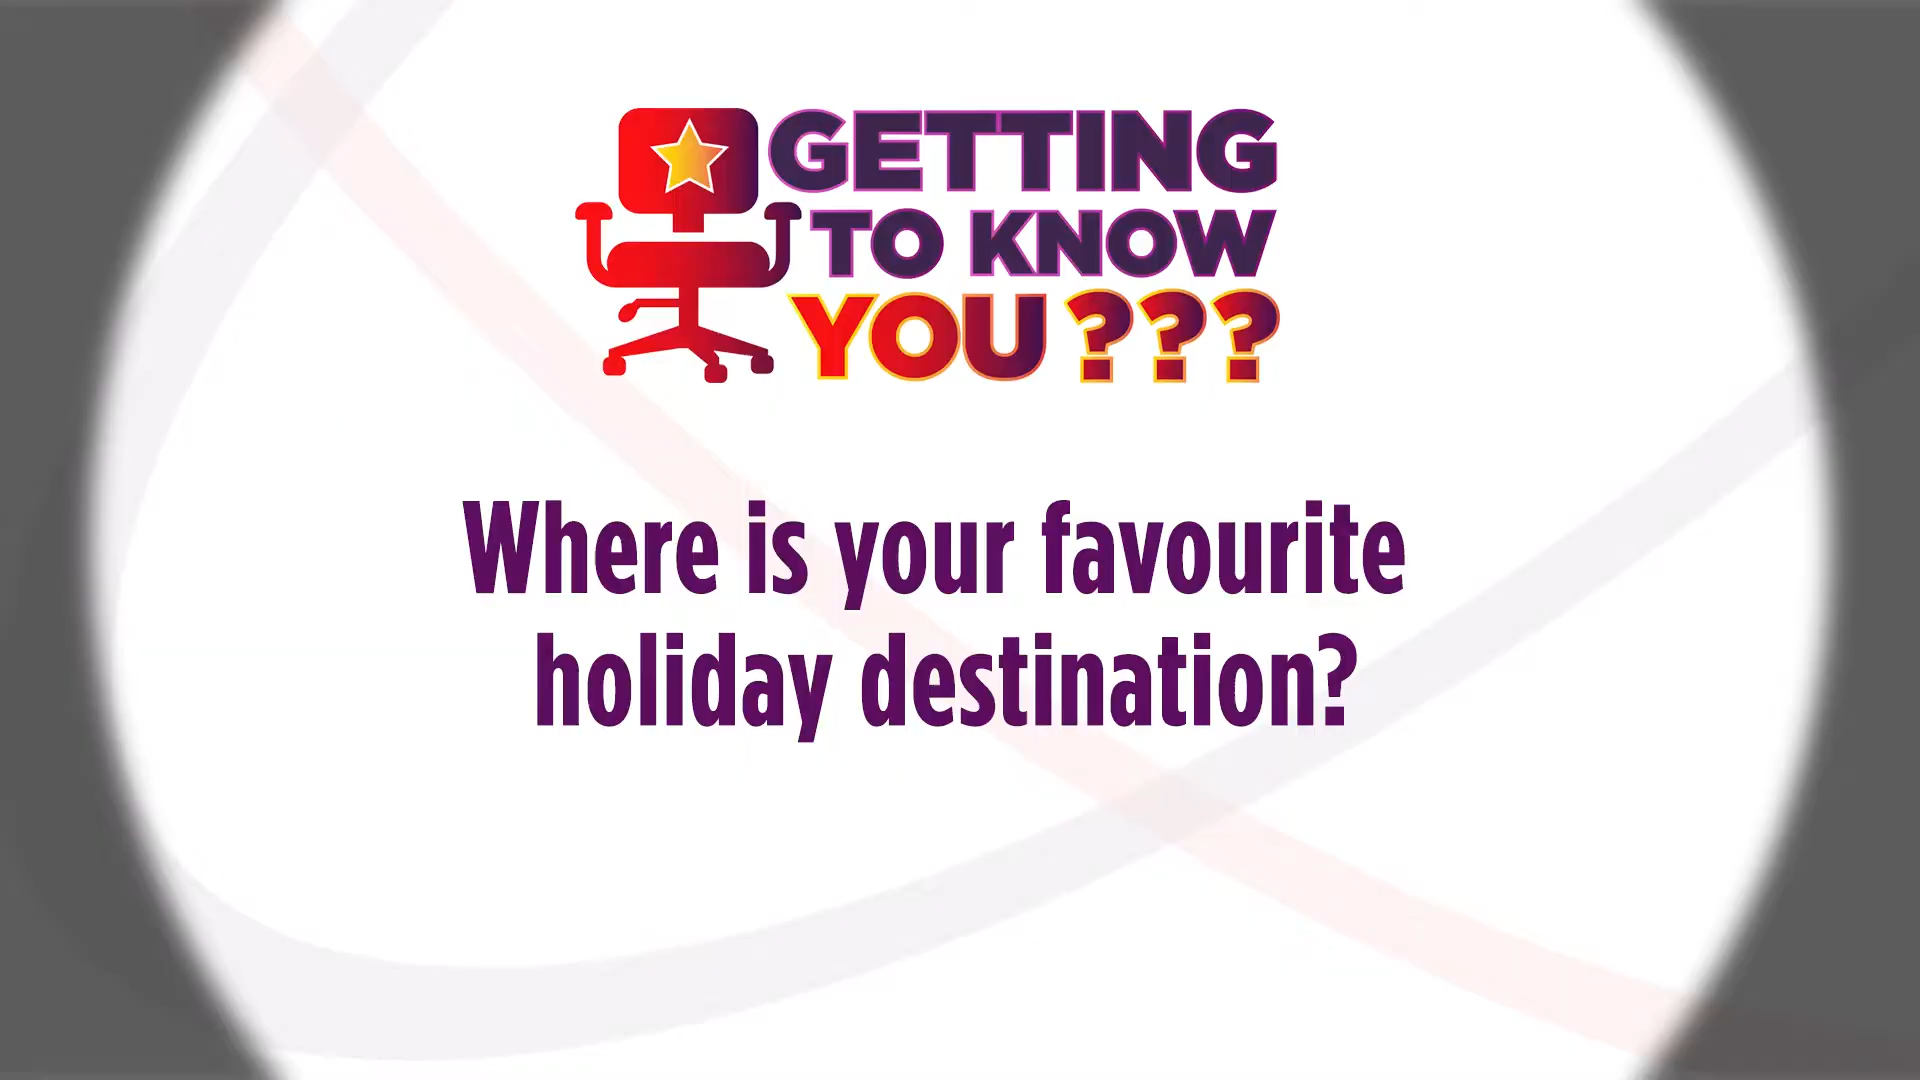 GETTING
TO KNOW
YOU ???
Where is your favourite
holiday destination?